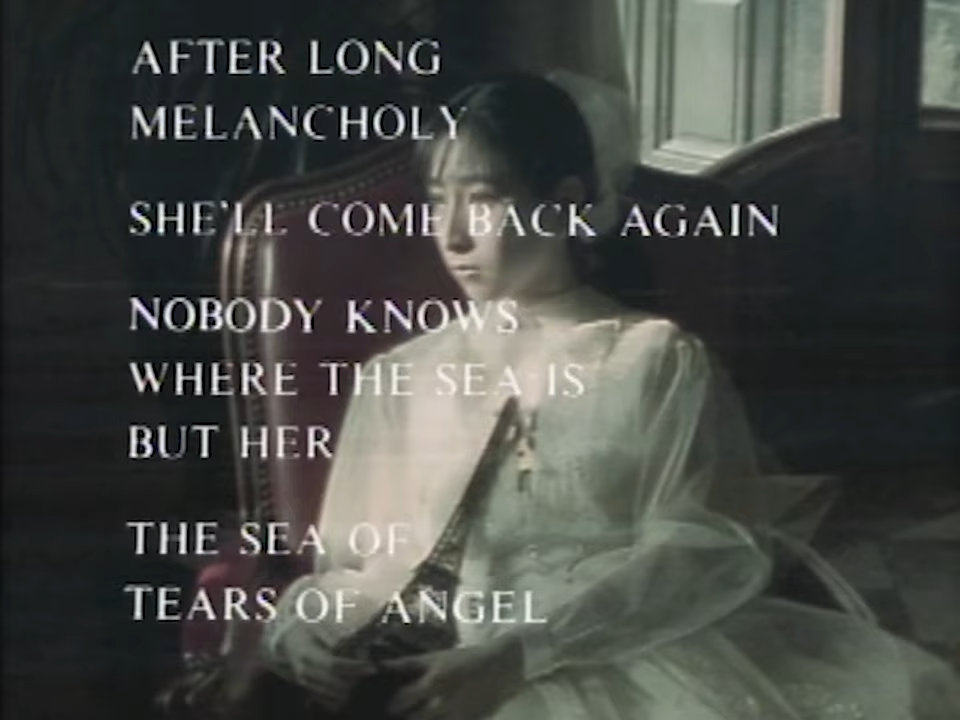 AFTER LONG
MELANCHOLY
SHE'LL COME BACK AGAIN
NOBODY KNOWS
WHERE THE SEA IS
BUT HER
THE SEA OF
TEARS OF ANGEL